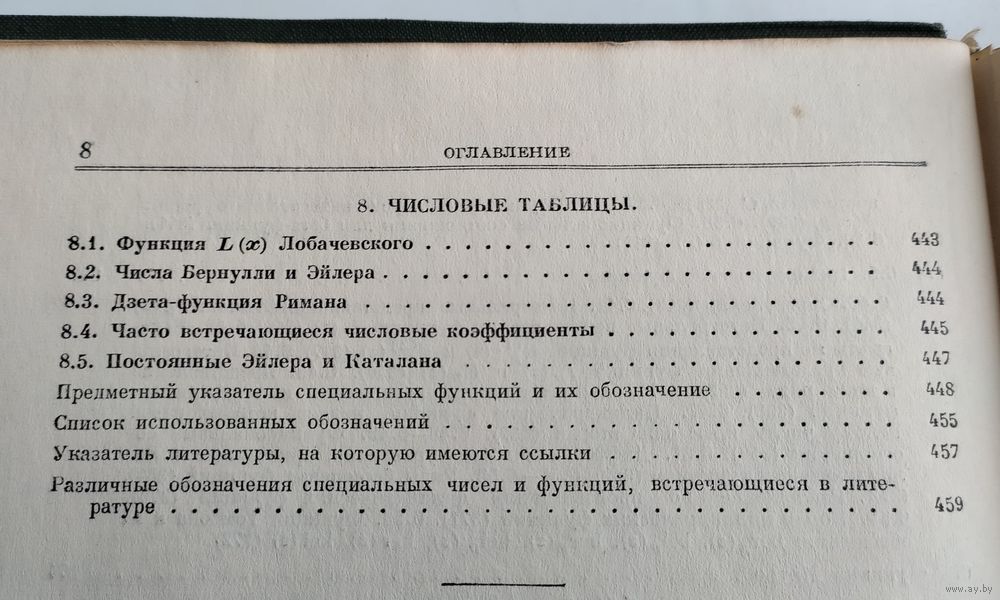 8 ОГЛАВЛЕНИЕ
8. ЧИСЛОВЫЕ ТАБЛИЦЫ.
8.1. Функция L (x) Лобачевского . . . . . . . . . . . . . . . . . . . . 443
8.2. Числа Бернулли и Эйлера . . . . . . . . . . . . . . . . . . . . . 444
8.3. Дзета-функция Римана . . . . . . . . . . . . . . . . . . . . . . 444
8.4. Часто встречающиеся числовые коэффициенты . . . . . . . . . . . 445
8.5. Постоянные Эйлера и Каталана . . . . . . . . . . . . . . . . . 447
Предметный указатель специальных функций и их обозначение . . . . . . . 448
Список использованных обозначений . . . . . . . . . . . . . . . . . . . 455
Указатель литературы, на которую имеются ссылки . . . . . . . . . . . . 457
Различные обозначения специальных чисел и функций, встречающиеся в лите-
ратуре . . . . . . . . . . . . . . . . . . . . . . . . . . . . . . . . 459
www.ay.by